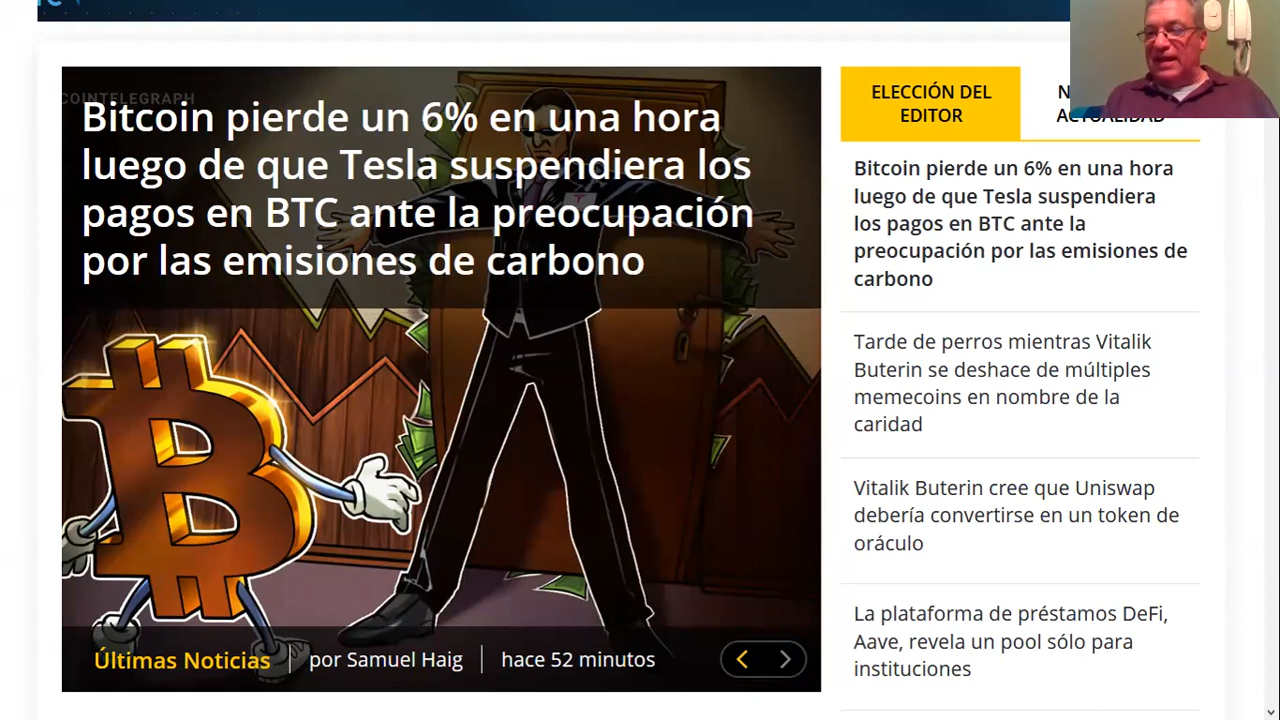 COINTELEGRAPH
Bitcoin pierde un 6% en una hora
luego de que Tesla suspendiera los
pagos en BTC ante la preocupación
por las emisiones de carbono
Últimas Noticias
por Samuel Haig
hace 52 minutos
ELECCIÓN DEL
EDITOR
ACTUALIDAD
Bitcoin pierde un 6% en una hora
luego de que Tesla suspendiera
los pagos en BTC ante la
preocupación por las emisiones de
carbono
Tarde de perros mientras Vitalik
Buterin se deshace de múltiples
memecoins en nombre de la
caridad
Vitalik Buterin cree que Uniswap
debería convertirse en un token de
oráculo
La plataforma de préstamos DeFi,
Aave, revela un pool sólo para
instituciones